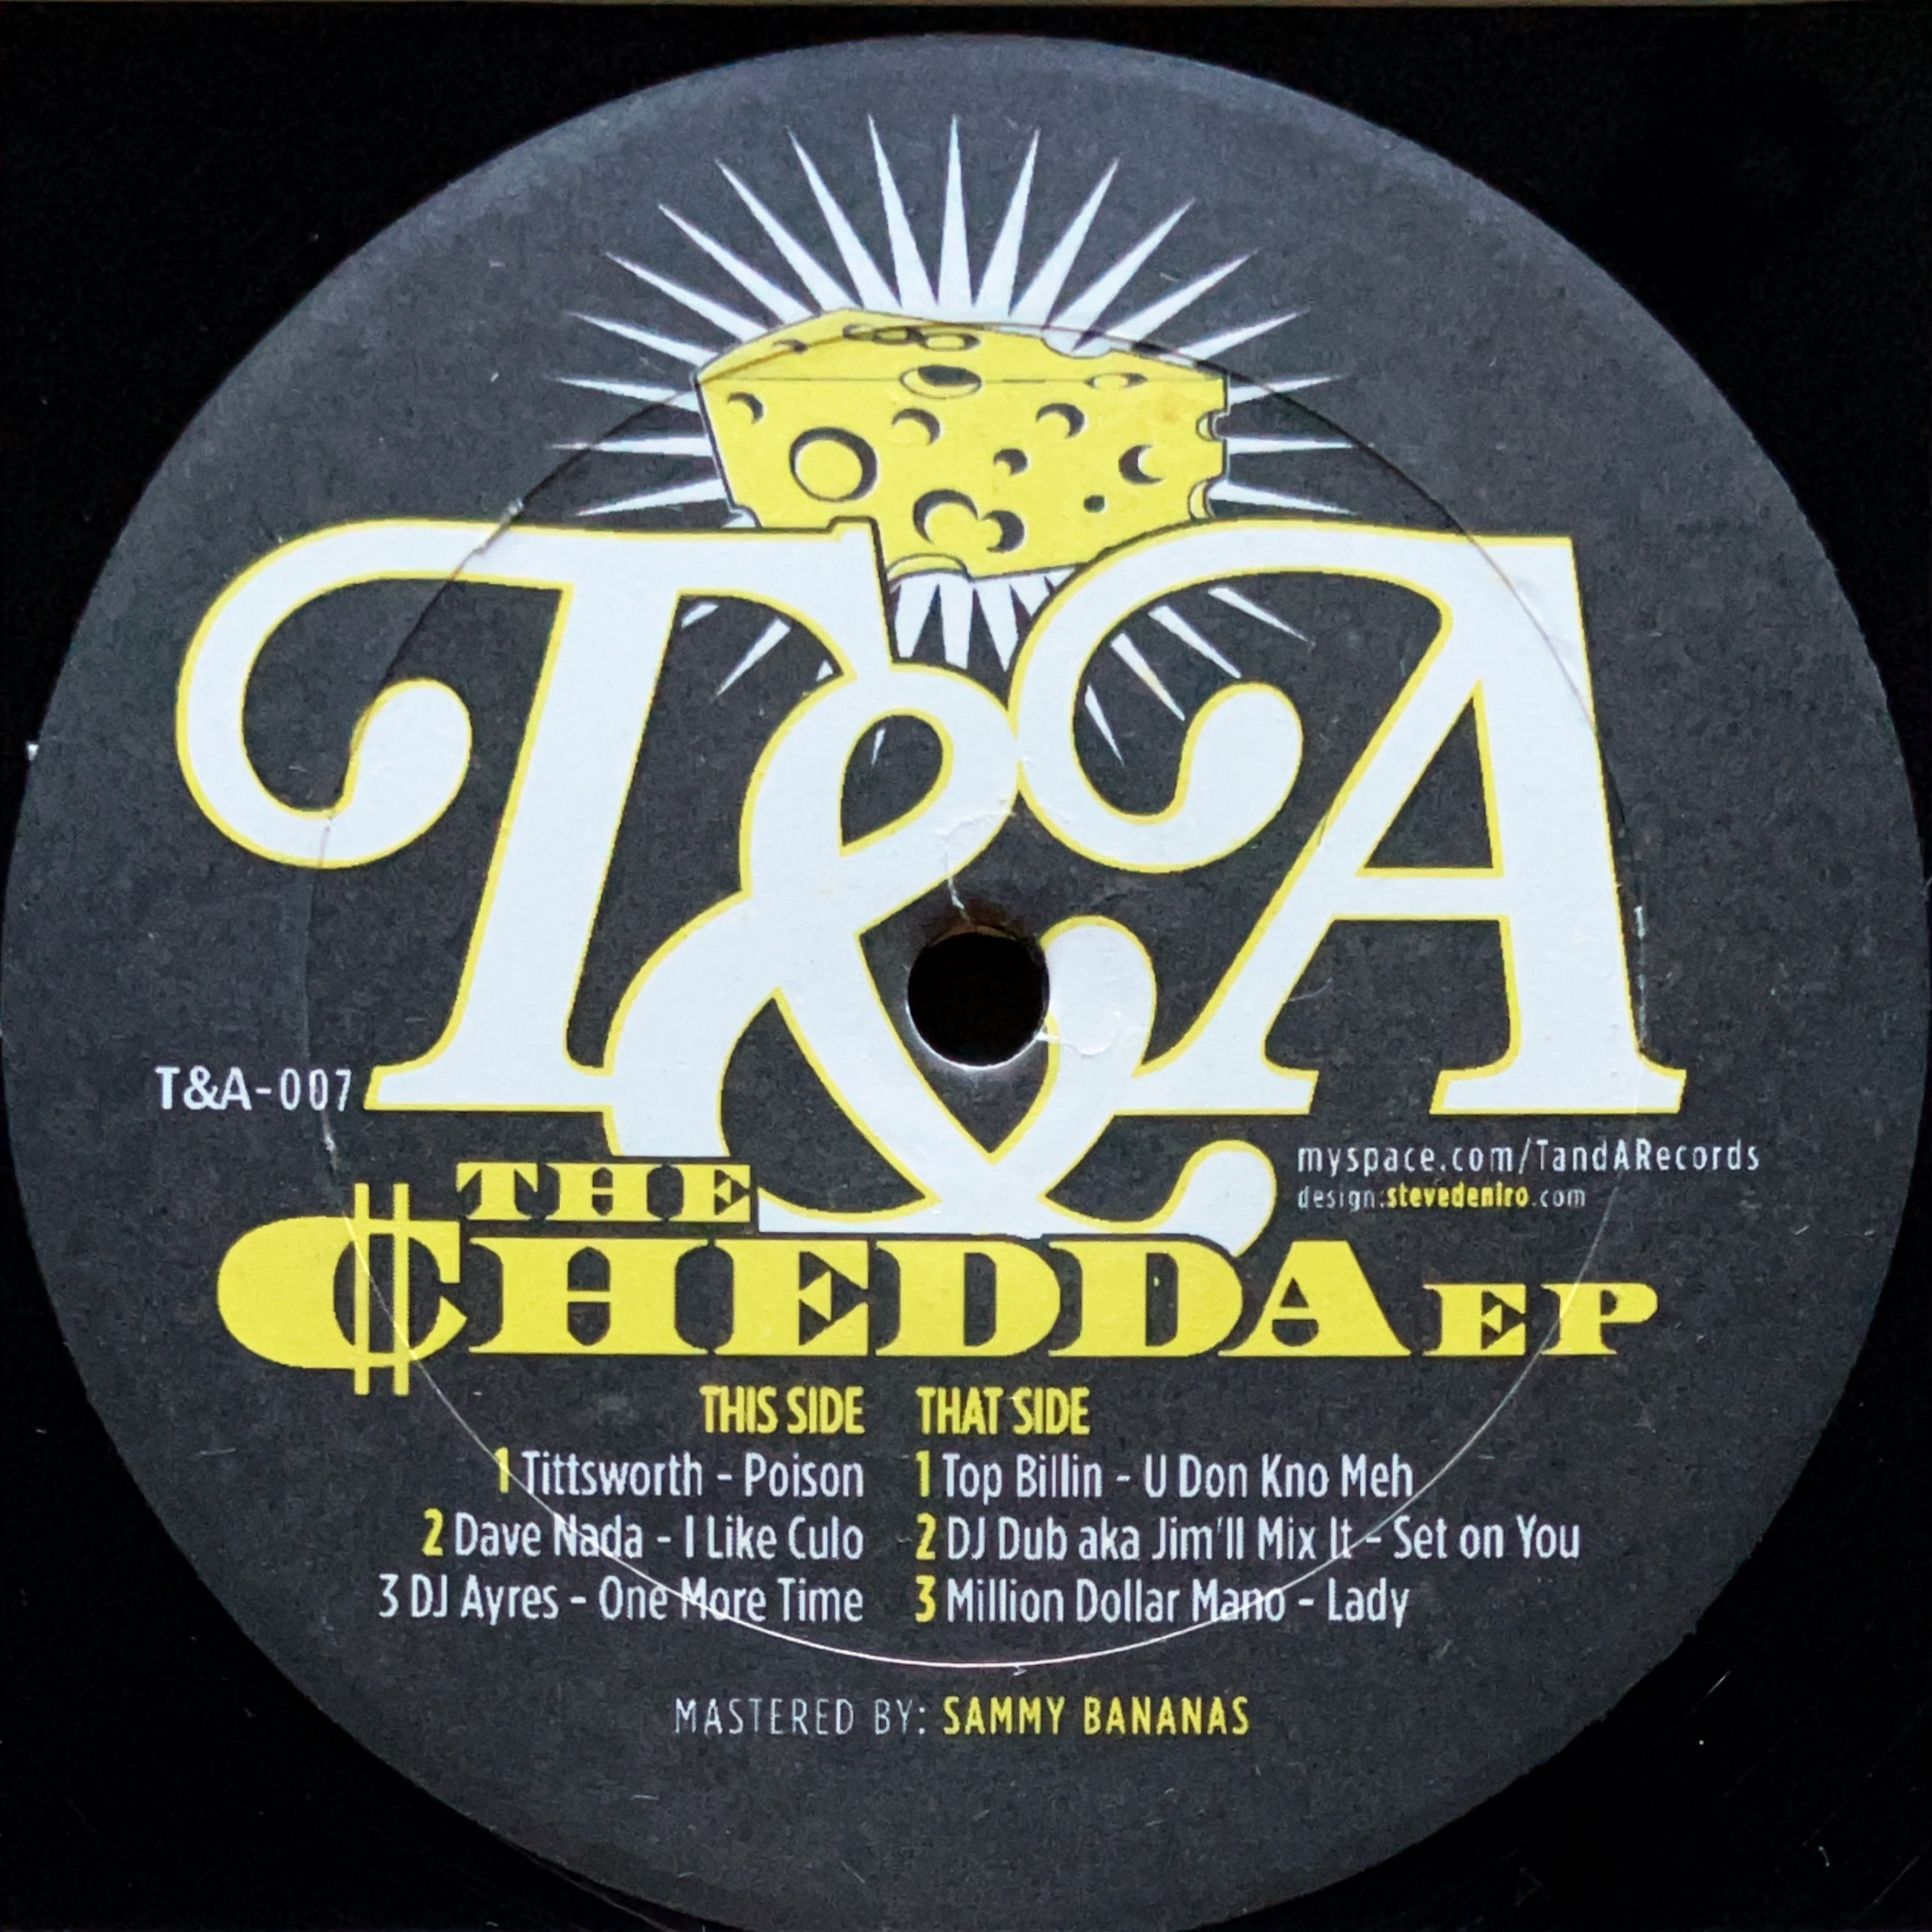 T&A
T&A-007
myspace.com/TandARecords
design:stevedeniro.com
THE
CHEDDA EP
THIS SIDE
1 Tittsworth - Poison
2 Dave Nada - I Like Culo
3 DJ Ayres - One More Time
THAT SIDE
1 Top Billin - U Don Kno Meh
2 DJ Dub aka Jim'll Mix It - Set on You
3 Million Dollar Mano - Lady
MASTERED BY: SAMMY BANANAS